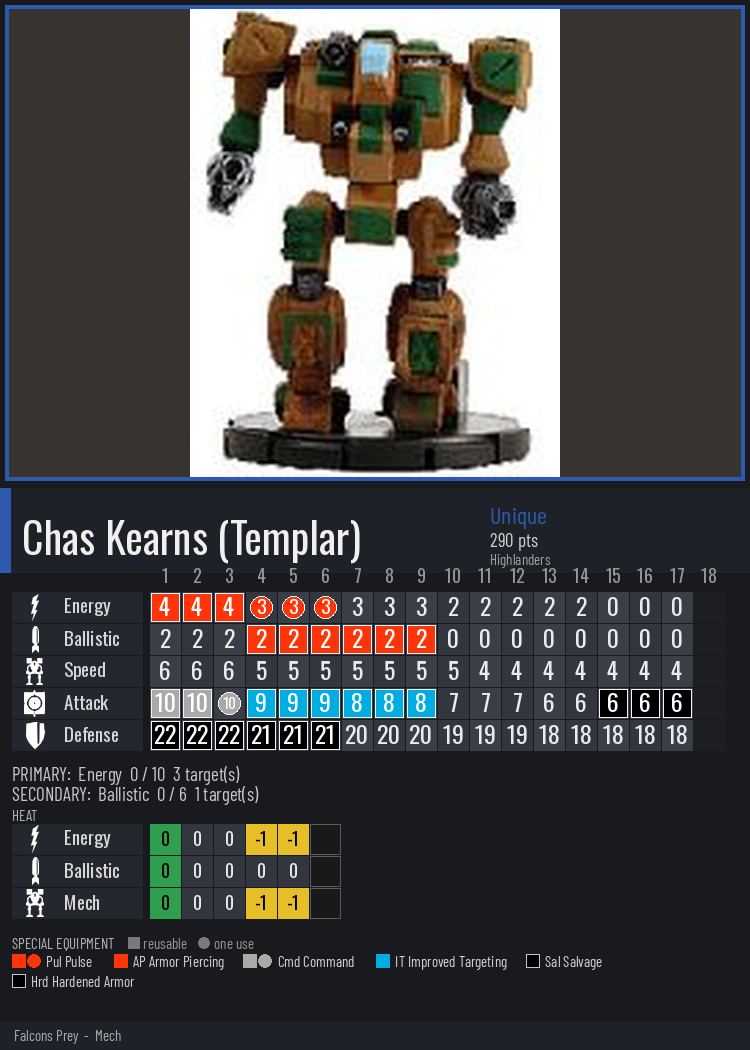 Chas Kearns (Templar)
Unique
290 pts
Highlanders
1 2 3 4 5 6 7 8 9 10 11 12 13 14 15 16 17 18
Energy 4 4 4 3 3 3 3 3 3 2 2 2 2 2 0 0 0
Ballistic 2 2 2 2 2 2 2 2 2 0 0 0 0 0 0 0 0
Speed 6 6 6 5 5 5 5 5 5 5 4 4 4 4 4 4 4
Attack 10 10 10 9 9 9 8 8 8 7 7 7 6 6 6 6 6
Defense 22 22 22 21 21 21 20 20 20 19 19 19 18 18 18 18 18
PRIMARY: Energy 0 / 10 3 target(s)
SECONDARY: Ballistic 0 / 6 1 target(s)
HEAT
Energy 0 0 0 -1 -1
Ballistic 0 0 0 0 0
Mech 0 0 0 -1 -1
SPECIAL EQUIPMENT reusable one use
Pul Pulse AP Armor Piercing Cmd Command IT Improved Targeting Sal Salvage
Hrd Hardened Armor
Falcons Prey - Mech